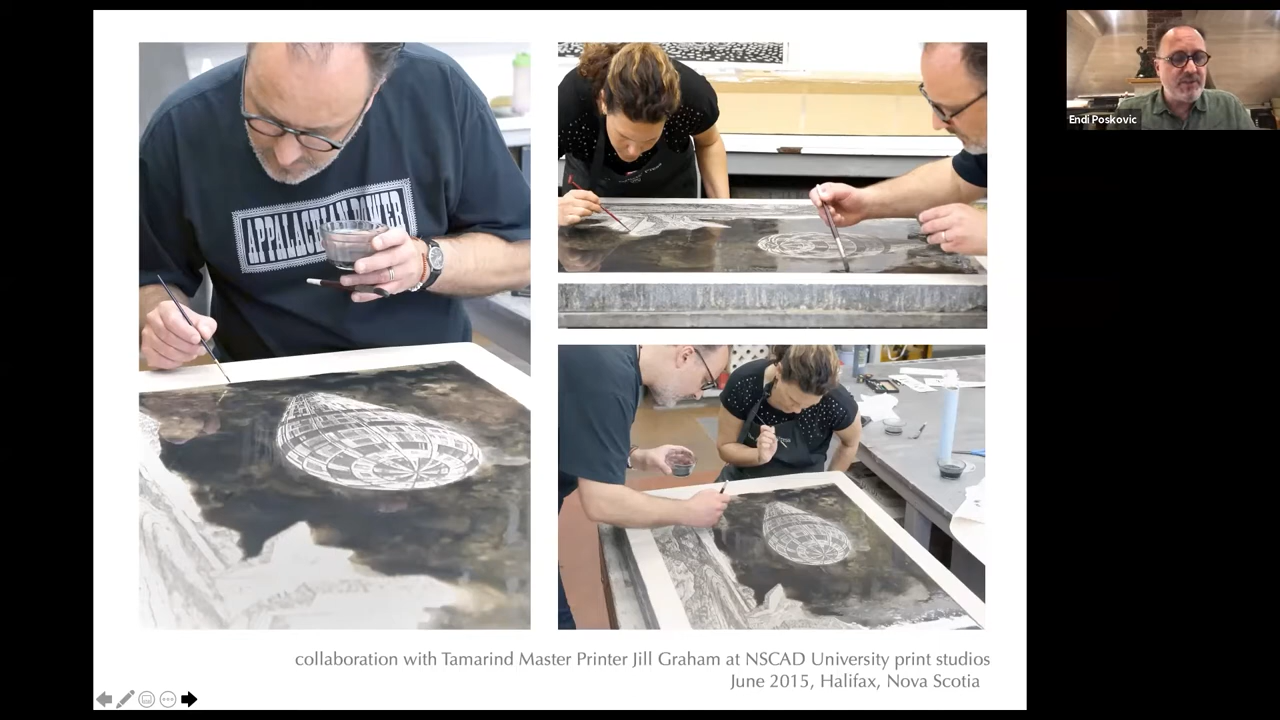 APPALACHIAN POWER
Endi Poskovic
collaboration with Tamarind Master Printer Jill Graham at NSCAD University print studios
June 2015, Halifax, Nova Scotia